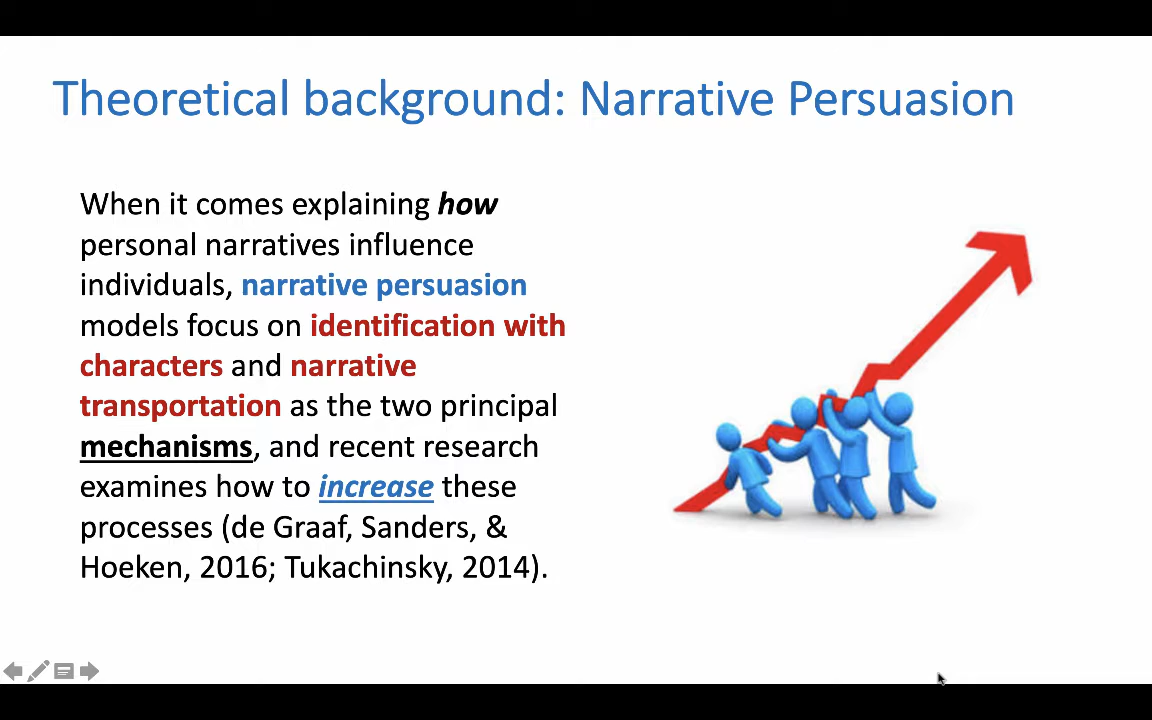 Theoretical background: Narrative Persuasion
When it comes explaining how
personal narratives influence
individuals, narrative persuasion
models focus on identification with
characters and narrative
transportation as the two principal
mechanisms, and recent research
examines how to increase these
processes (de Graaf, Sanders, &
Hoeken, 2016; Tukachinsky, 2014).